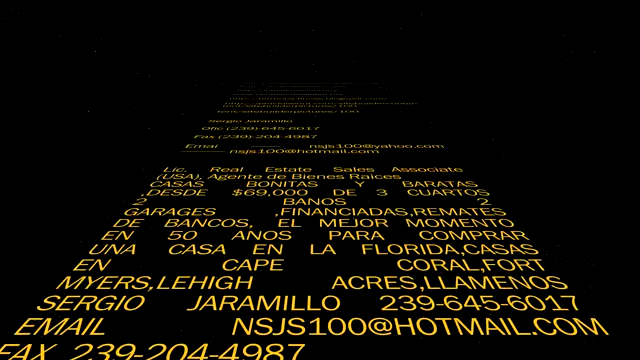 Sergio Jaramillo
Ofic (239)-645-6017
Fax (239)-204-4987
Emai nsjs100@yahoo.com
nsjs100@hotmail.com
Lic. Real Estate Sales Associate
(USA), Agente de Bienes Raices
CASAS BONITAS Y BARATAS
,DESDE $69,000 DE 3 CUARTOS
2 BANOS 2
GARAGES ,FINANCIADAS,REMATES
DE BANCOS, EL MEJOR MOMENTO
EN 50 ANOS PARA COMPRAR
UNA CASA EN LA FLORIDA,CASAS
EN CAPE CORAL,FORT
MYERS,LEHIGH ACRES,LLAMENOS
SERGIO JARAMILLO 239-645-6017
EMAIL NSJS100@HOTMAIL.COM
FAX 239-204-4987